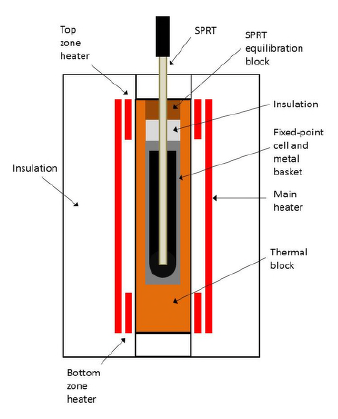 Top
zone
heater
SPRT
SPRT
equilibration
block
Insulation
Fixed-point
cell and
metal
basket
Insulation
Main
heater
Thermal
block
Bottom
zone
heater